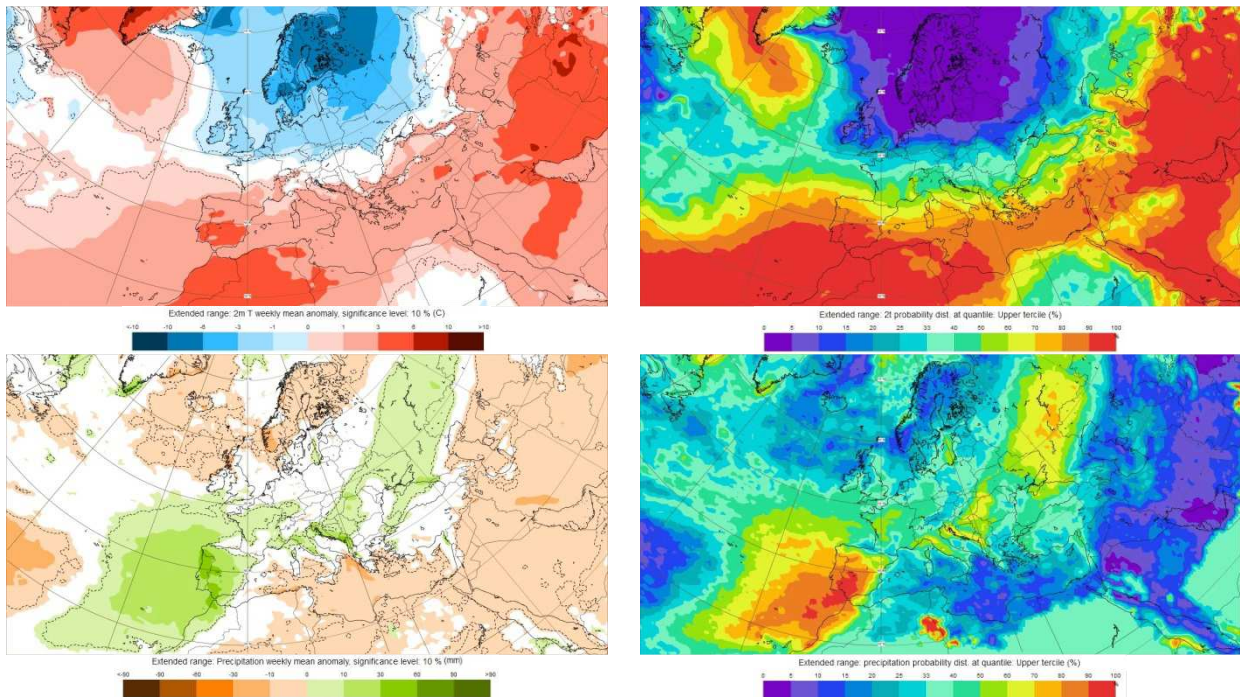 Extended range: 2m T weekly mean anomaly, significance level: 10 % (C)
<-10 -10 -6 -3 -1 0 1 3 6 10 >10
Extended range: 2t probability dist. at quantile: Upper tercile (%)
0 5 10 15 20 25 33 40 50 60 70 80 90 100
%
Extended range: Precipitation weekly mean anomaly, significance level: 10 % (mm)
<-90 -90 -60 -30 -10 0 10 30 60 90 >90
Extended range: precipitation probability dist. at quantile: Upper tercile (%)
0 5 10 15 20 25 33 40 50 60 70 80 90 100
%